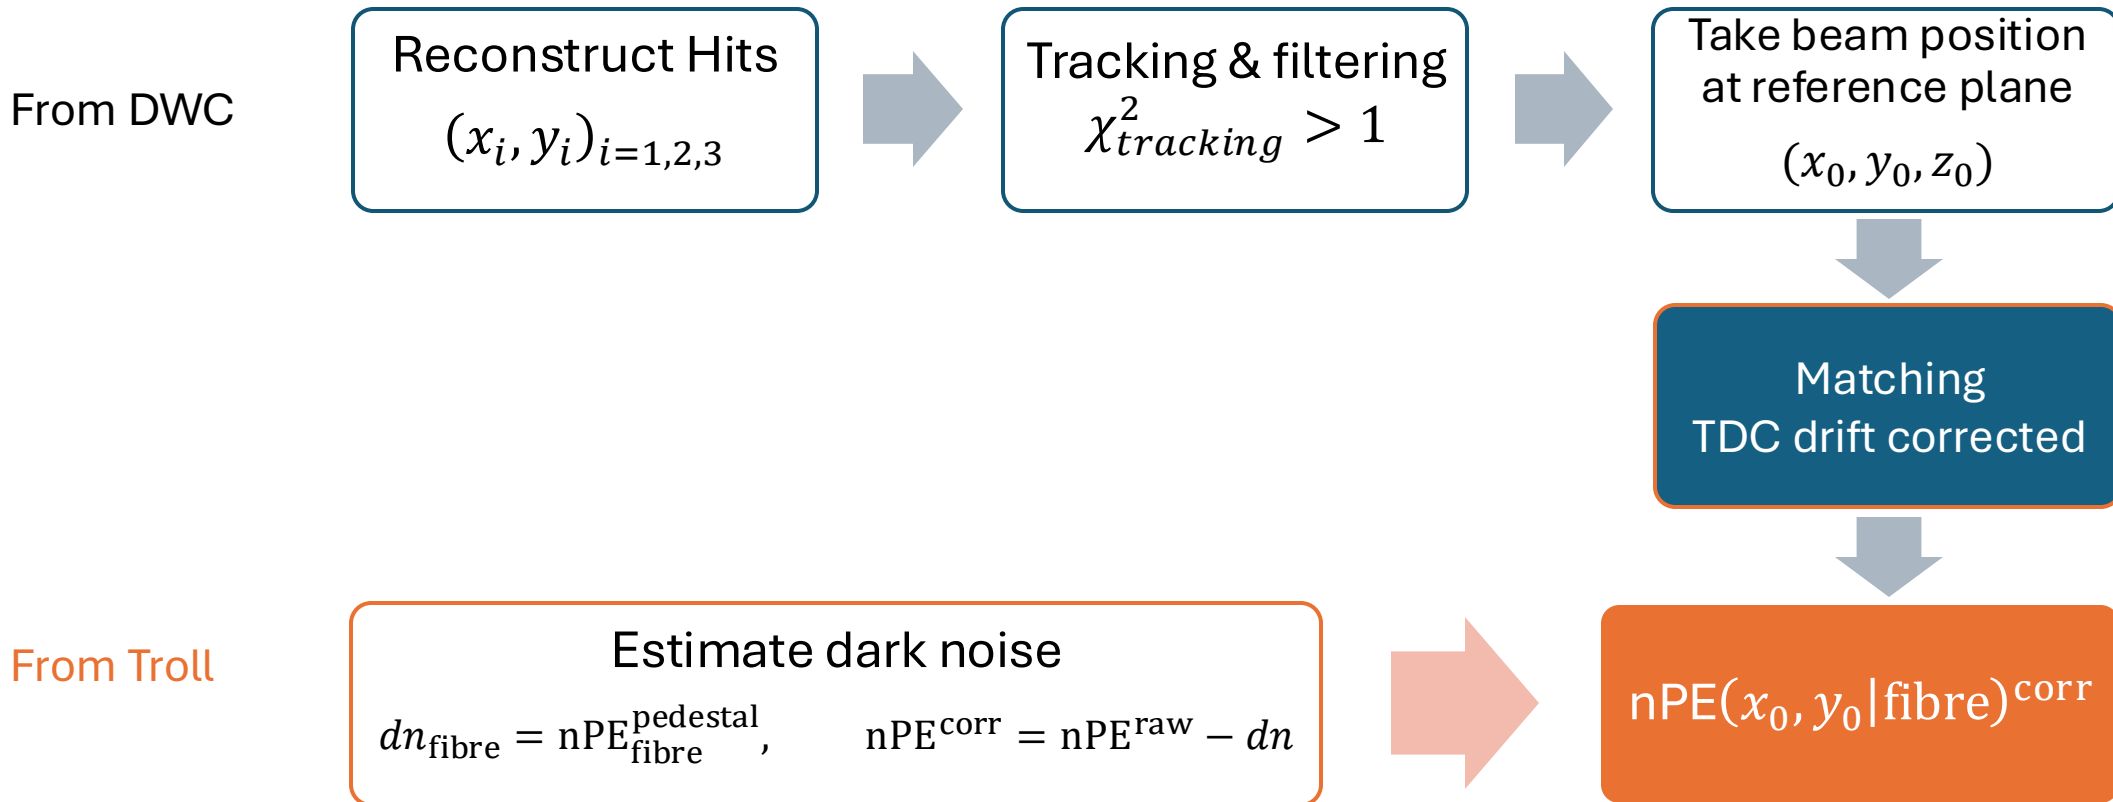 From DWC
Reconstruct Hits
(x_i, y_i)_{i=1,2,3}
Tracking & filtering
χ²_{tracking} > 1
Take beam position
at reference plane
(x_0, y_0, z_0)
Matching
TDC drift corrected
From Troll
Estimate dark noise
dn_{fibre} = nPE_{fibre}^{pedestal}, nPE^{corr} = nPE^{raw} − dn
nPE(x_0, y_0|fibre)^{corr}